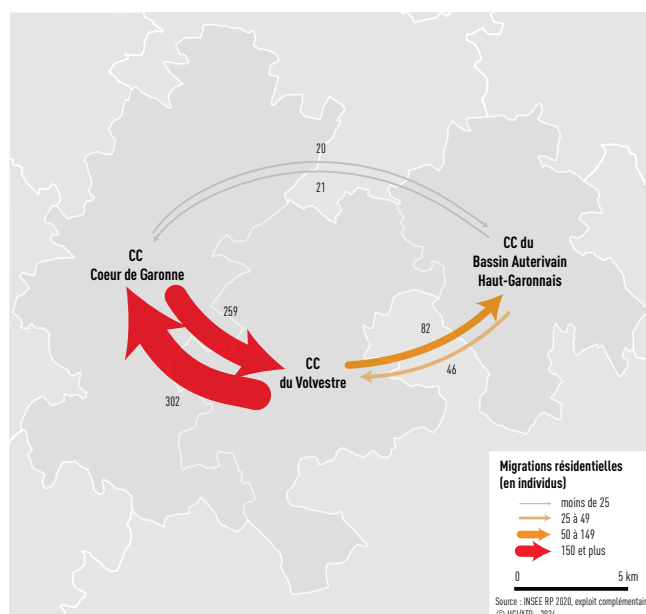 20
21
CC
Coeur de Garonne
CC du
Bassin Auterivain
Haut-Garonnais
259
82
CC
du Volvestre
46
302
Migrations résidentielles
(en individus)
moins de 25
25 à 49
50 à 149
150 et plus
0 5 km
Source : INSEE RP 2020, exploit complémentair